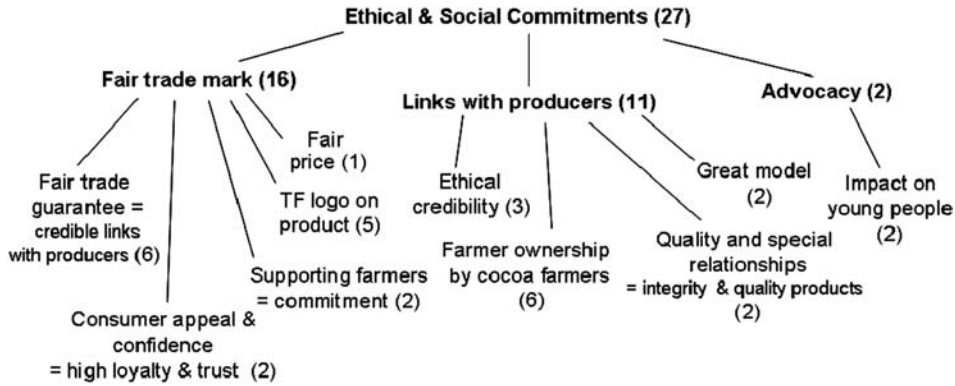 Ethical & Social Commitments (27)
Fair trade mark (16)
Links with producers (11)
Advocacy (2)
Fair trade
guarantee =
credible links
with producers (6)
Consumer appeal &
confidence
= high loyalty & trust (2)
Supporting farmers
= commitment (2)
TF logo on
product (5)
Fair
price (1)
Ethical
credibility (3)
Farmer ownership
by cocoa farmers
(6)
Quality and special
relationships
= integrity & quality products
(2)
Great model
(2)
Impact on
young people
(2)